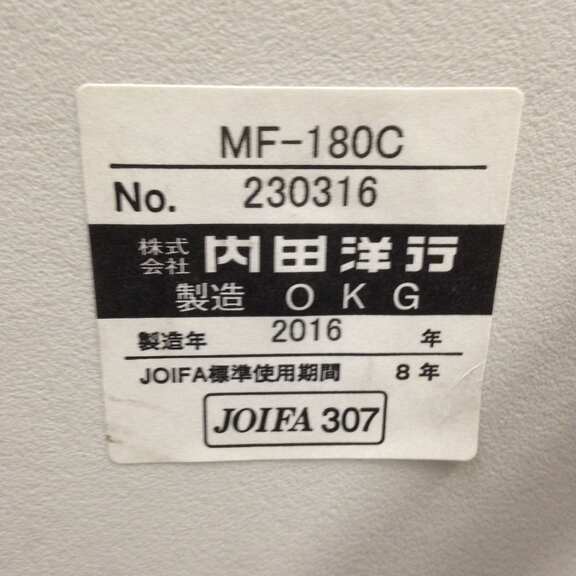 MF-180C
No. 230316
株式会社 内田洋行
製造 OKG
製造年 2016 年
JOIFA標準使用期間 8年
JOIFA 307